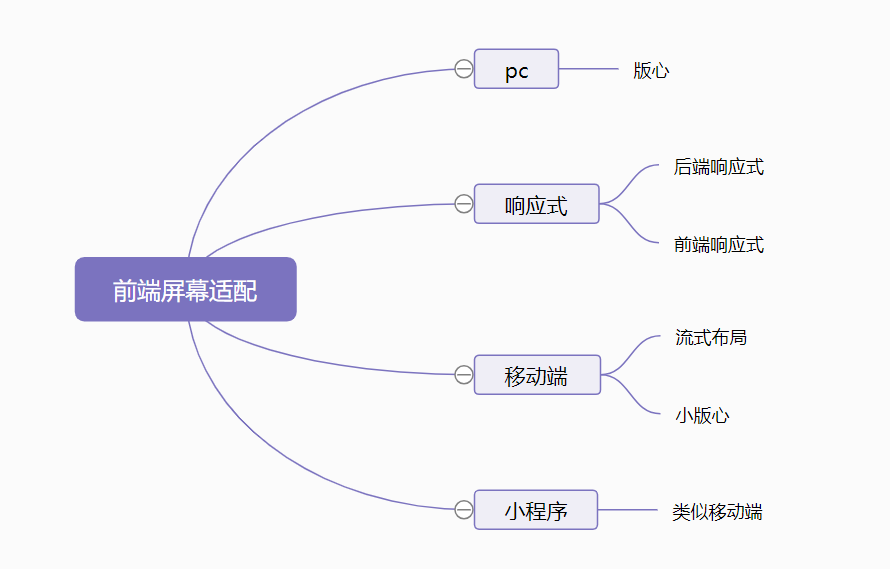 前端屏幕适配
pc
版心
响应式
后端响应式
前端响应式
移动端
流式布局
小版心
小程序
类似移动端